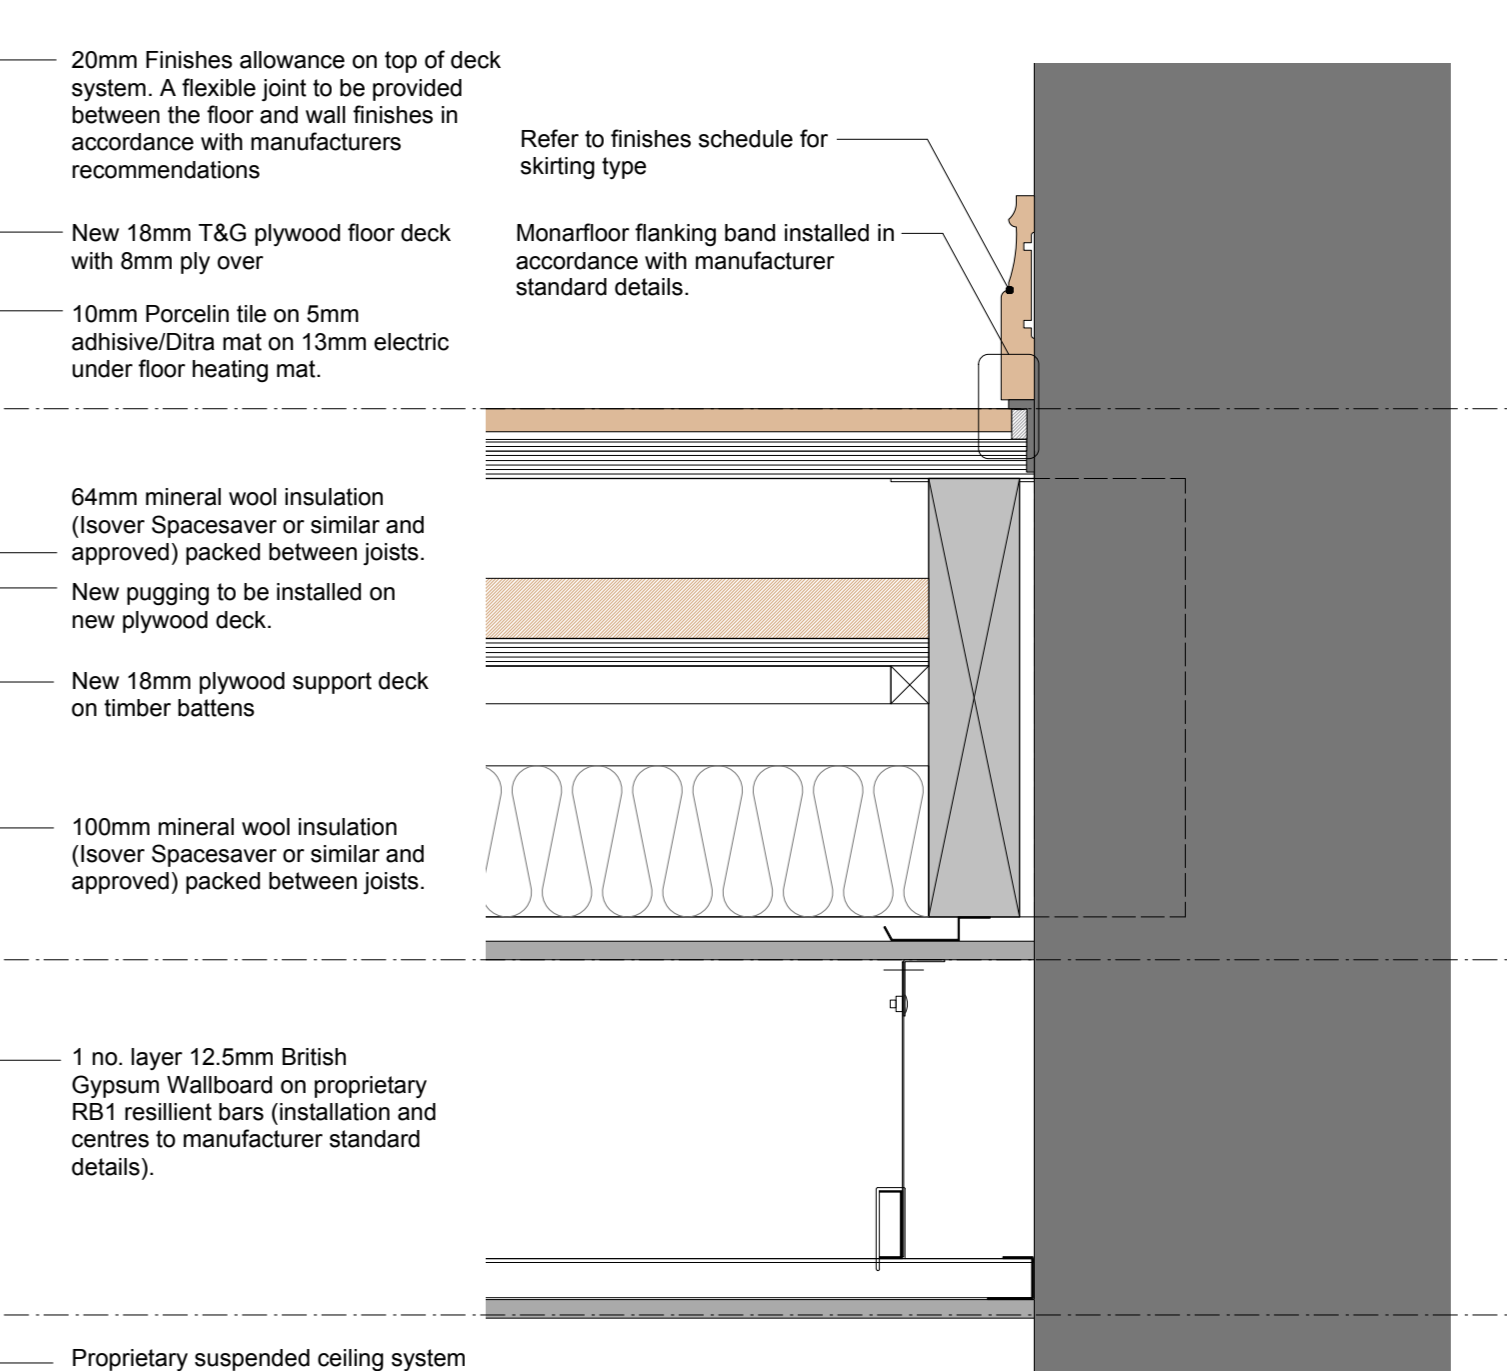 20mm Finishes allowance on top of deck
system. A flexible joint to be provided
between the floor and wall finishes in
accordance with manufacturers
recommendations
Refer to finishes schedule for
skirting type
New 18mm T&G plywood floor deck
with 8mm ply over
Monarfloor flanking band installed in
accordance with manufacturer
standard details.
10mm Porcelin tile on 5mm
adhisive/Ditra mat on 13mm electric
under floor heating mat.
64mm mineral wool insulation
(Isover Spacesaver or similar and
approved) packed between joists.
New pugging to be installed on
new plywood deck.
New 18mm plywood support deck
on timber battens
100mm mineral wool insulation
(Isover Spacesaver or similar and
approved) packed between joists.
1 no. layer 12.5mm British
Gypsum Wallboard on proprietary
RB1 resillient bars (installation and
centres to manufacturer standard
details).
Proprietary suspended ceiling system